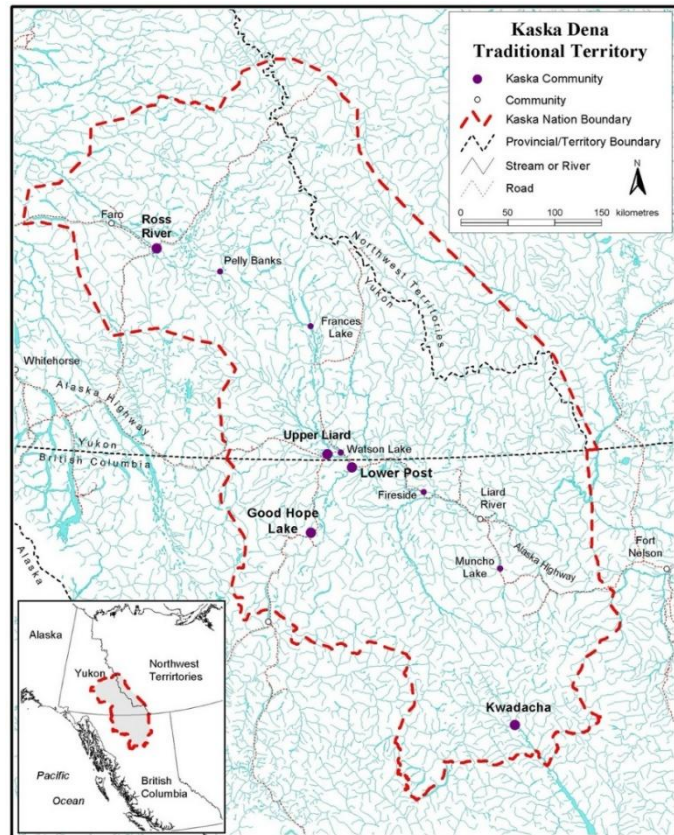 Kaska Dena
Traditional Territory
Kaska Community
Community
Kaska Nation Boundary
Provincial/Territory Boundary
Stream or River
Road
N
0 50 100 150 kilometres
Faro
Ross
River
Pelly Banks
Northwest Territories
Yukon
Frances
Lake
Whitehorse
Alaska Highway
Upper Liard
Watson Lake
Yukon
British Columbia
Lower Post
Fireside
Liard
River
Good Hope
Lake
Alaska Highway
Fort
Nelson
Muncho
Lake
Alaska
Kwadacha
Alaska
Yukon
Northwest
Terrirtories
British
Columbia
Pacific
Ocean